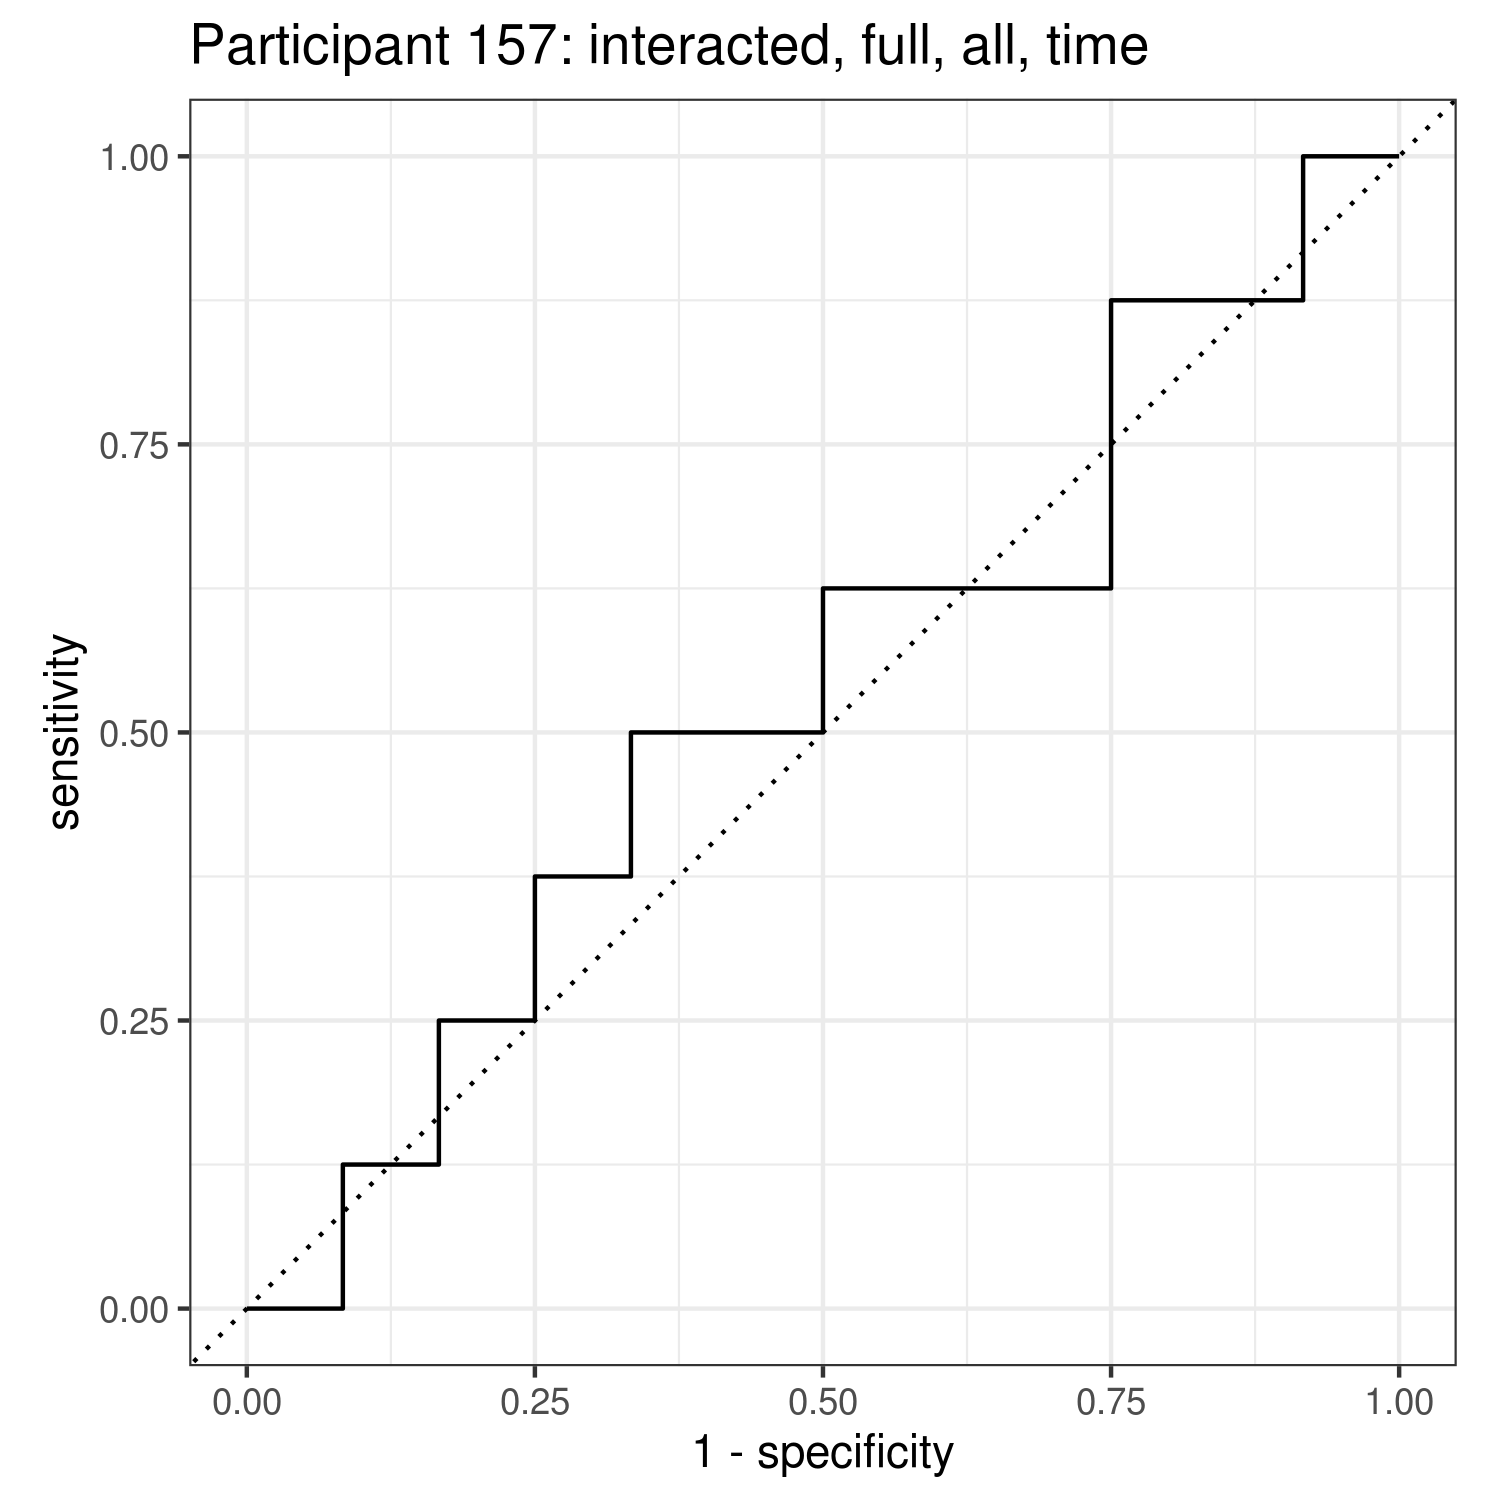 Participant 157: interacted, full, all, time
1.00
0.75
0.50
0.25
0.00
sensitivity
0.00 0.25 0.50 0.75 1.00
1 - specificity